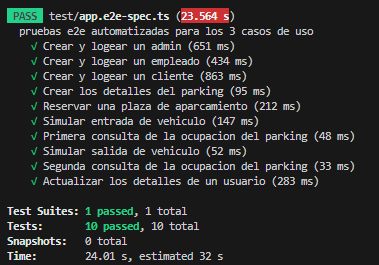 PASS test/app.e2e-spec.ts (23.564 s)
pruebas e2e automatizadas para los 3 casos de uso
√ Crear y logear un admin (651 ms)
√ Crear y logear un empleado (434 ms)
√ Crear y logear un cliente (863 ms)
√ Crear los detalles del parking (95 ms)
√ Reservar una plaza de aparcamiento (212 ms)
√ Simular entrada de vehiculo (147 ms)
√ Primera consulta de la ocupacion del parking (48 ms)
√ Simular salida de vehiculo (52 ms)
√ Segunda consulta de la ocupacion del parking (33 ms)
√ Actualizar los detalles de un usuario (283 ms)
Test Suites: 1 passed, 1 total
Tests: 10 passed, 10 total
Snapshots: 0 total
Time: 24.01 s, estimated 32 s